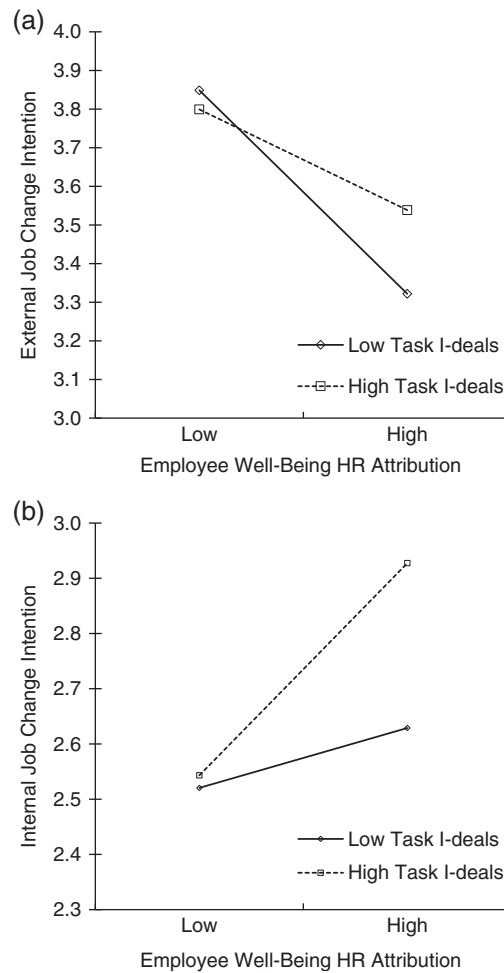 (a)
4.0
3.9
3.8
3.7
3.6
3.5
3.4
3.3
3.2
3.1
3.0
External Job Change Intention
Low Task I-deals
High Task I-deals
Low High
Employee Well-Being HR Attribution
(b)
3.0
2.9
2.8
2.7
2.6
2.5
2.4
2.3
Internal Job Change Intention
Low Task I-deals
High Task I-deals
Low High
Employee Well-Being HR Attribution